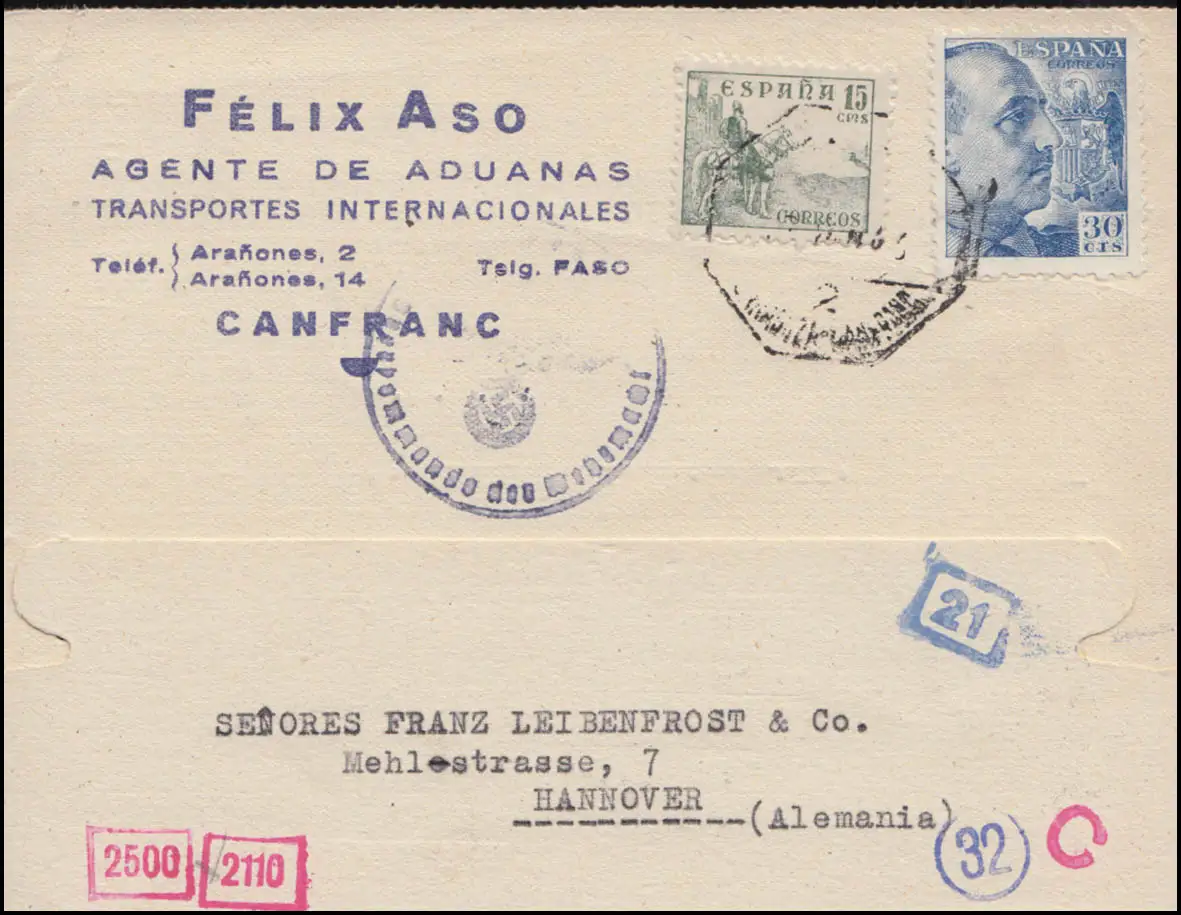 FÉLIX ASO
AGENTE DE ADUANAS
TRANSPORTES INTERNACIONALES
Teléf. Arañones, 2
Arañones, 14
Telg. FASO
CANFRANC
ESPAÑA 15
CTS
CORREOS
ESPAÑA
CORREOS
30
CTS
2
21
SEÑORES FRANZ LEIBENFROST & Co.
Mehlestrasse, 7
HANNOVER
(Alemania)
2500
2110
32